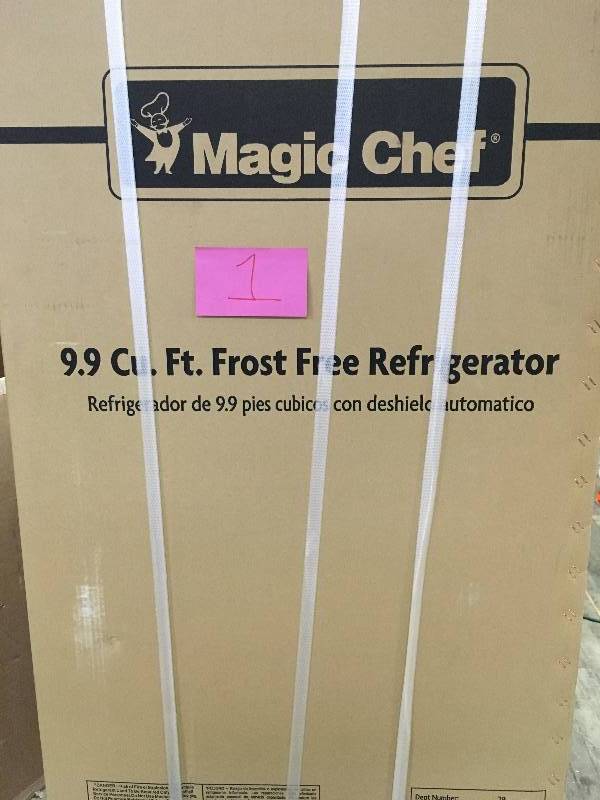 Magic Chef®
1
9.9 Cu. Ft. Frost Free Refrigerator
Refrigerador de 9.9 pies cubicos con deshielo automatico
Dept Number: